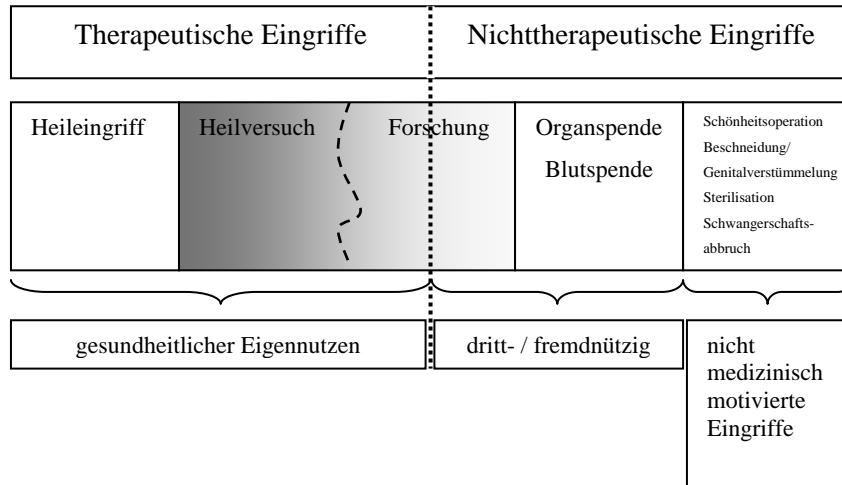 Therapeutische Eingriffe
Nichttherapeutische Eingriffe
Heileingriff
Heilversuch
Forschung
Organspende
Blutspende
Schönheitsoperation
Beschneidung/
Genitalverstümmelung
Sterilisation
Schwangerschafts-
abbruch
gesundheitlicher Eigennutzen
dritt- / fremdnützig
nicht
medizinisch
motivierte
Eingriffe